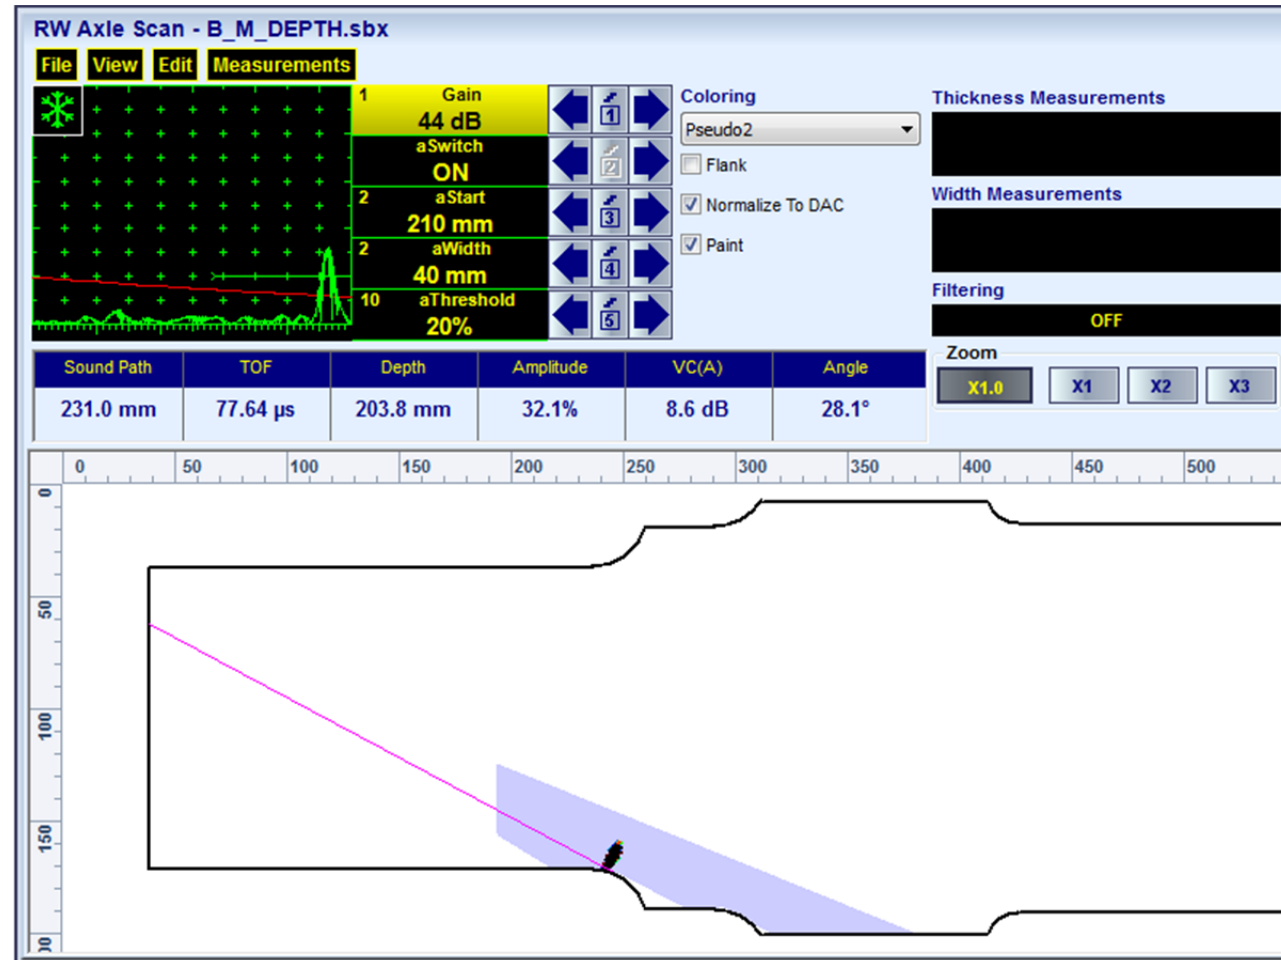 RW Axle Scan - B_M_DEPTH.sbx
File View Edit Measurements
1 Gain
44 dB
1
aSwitch
ON
2
2 aStart
210 mm
3
2 aWidth
40 mm
4
10 aThreshold
20%
5
Coloring
Pseudo2
Flank
Normalize To DAC
Paint
Thickness Measurements
Width Measurements
Filtering
OFF
Zoom
X1.0 X1 X2 X3
Sound Path TOF Depth Amplitude VC(A) Angle
231.0 mm 77.64 µs 203.8 mm 32.1% 8.6 dB 28.1°
0 50 100 150 200 250 300 350 400 450 500
0
50
100
150